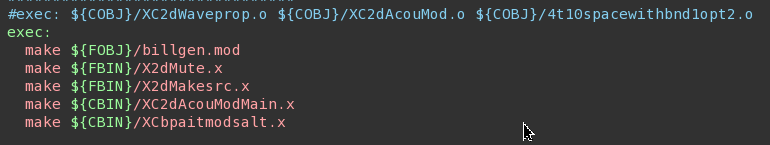 #exec: ${COBJ}/XC2dWaveprop.o ${COBJ}/XC2dAcouMod.o ${COBJ}/4t10spacewithbnd1opt2.o
exec:
make ${FOBJ}/billgen.mod
make ${FBIN}/X2dMute.x
make ${FBIN}/X2dMakesrc.x
make ${CBIN}/XC2dAcouModMain.x
make ${CBIN}/XCbpaitmodsalt.x